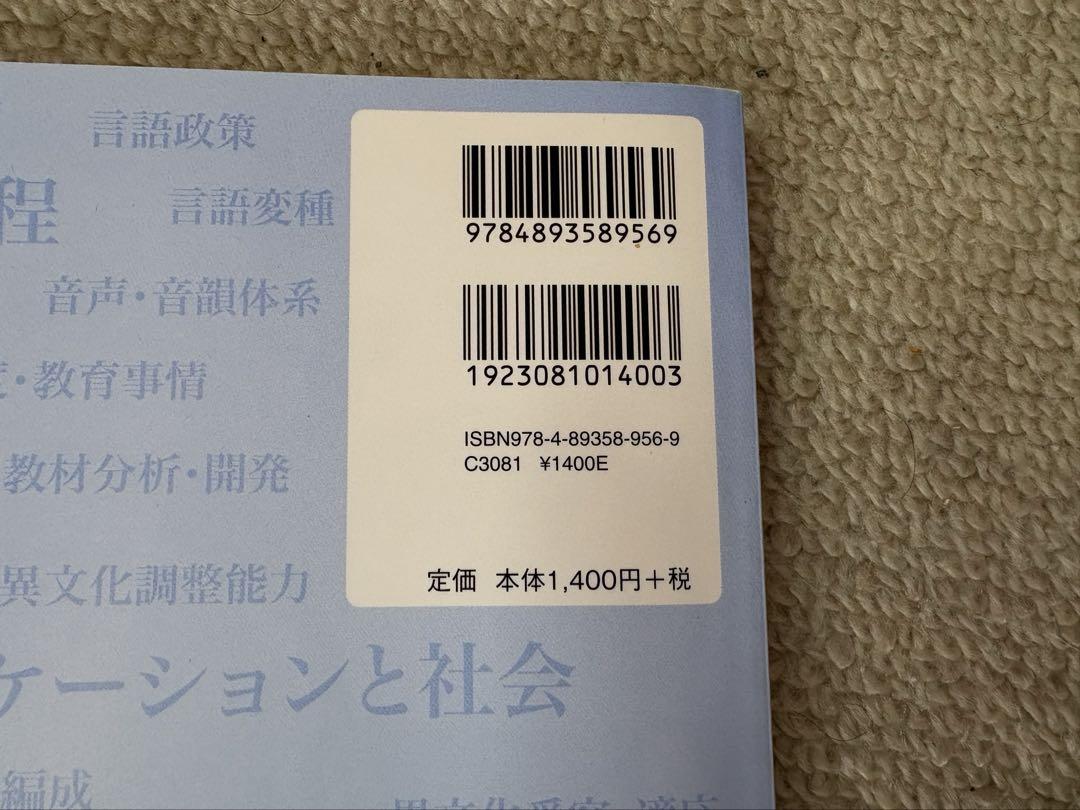 言語政策
程
言語変種
9784893589569
音声・音韻体系
1923081014003
・教育事情
ISBN978-4-89358-956-9
教材分析・開発
C3081 ¥1400E
異文化調整能力
定価 本体1,400円+税
ケーションと社会
編成